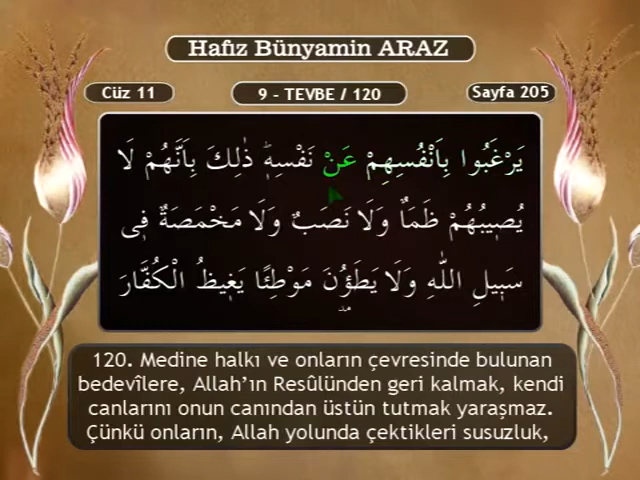 Hafız Bünyamin ARAZ
Cüz 11
9 - TEVBE / 120
Sayfa 205
يَرْغَبُوا بِاَنْفُسِهِمْ عَنْ نَفْسِهٖۜ ذٰلِكَ بِاَنَّهُمْ لَا
يُصٖيبُهُمْ ظَمَاٌ وَلَا نَصَبٌ وَلَا مَخْمَصَةٌ فٖى
سَبٖيلِ اللّٰهِ وَلَا يَطَؤُ۫نَ مَوْطِئًا يَغٖيظُ الْكُفَّارَ
120. Medine halkı ve onların çevresinde bulunan
bedevîlere, Allah’ın Resûlünden geri kalmak, kendi
canlarını onun canından üstün tutmak yaraşmaz.
Çünkü onların, Allah yolunda çektikleri susuzluk,